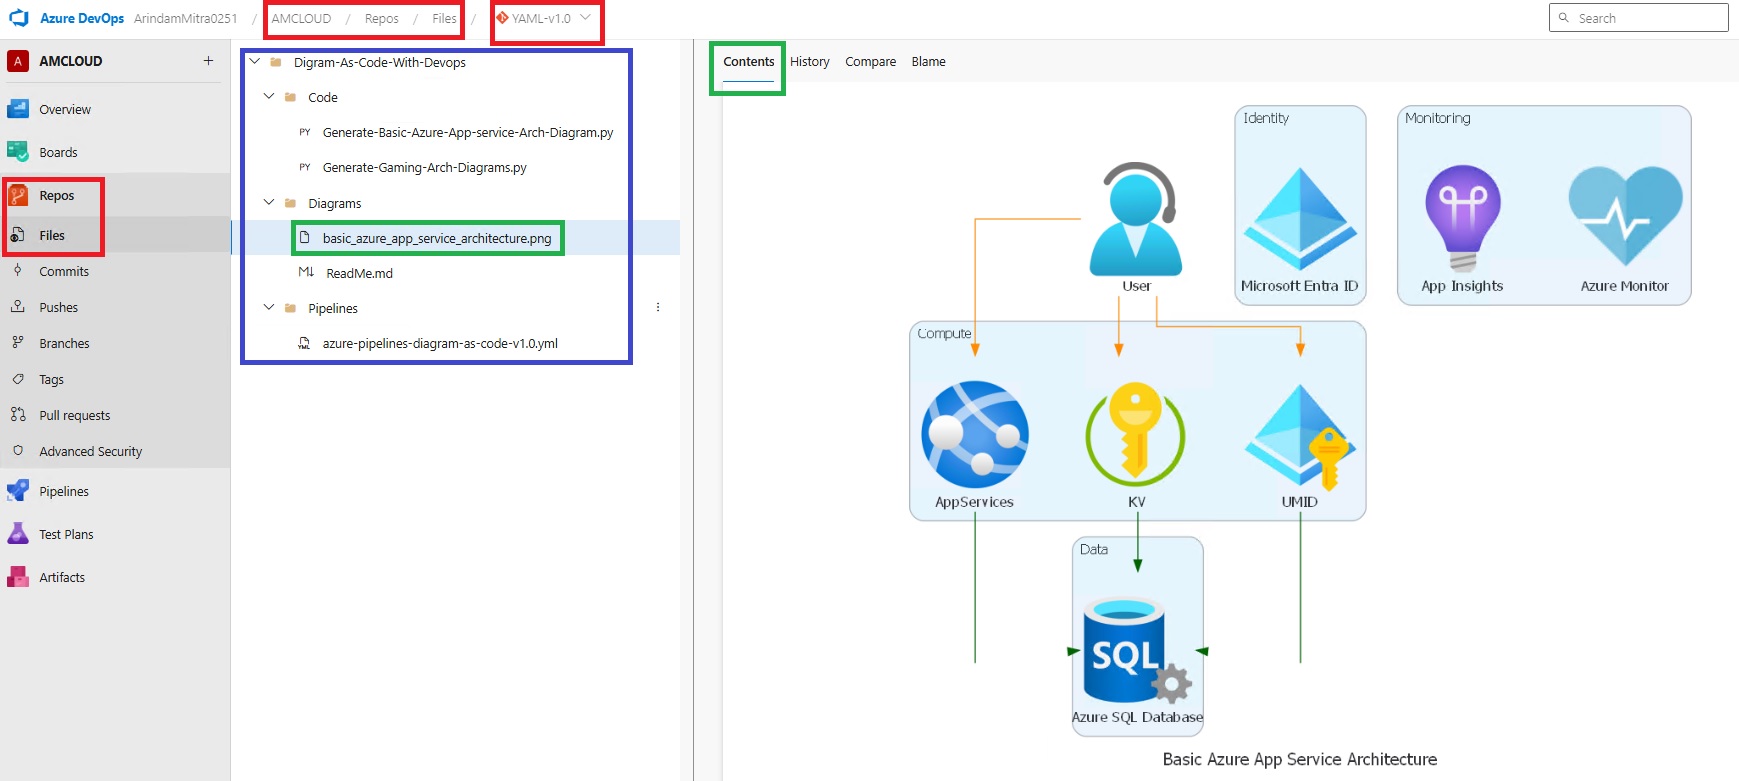 Azure DevOps ArindamMitra0251 / AMCLOUD / Repos / Files / YAML-v1.0
Search
A AMCLOUD +
Overview
Boards
Repos
Files
Commits
Pushes
Branches
Tags
Pull requests
Advanced Security
Pipelines
Test Plans
Artifacts
Digram-As-Code-With-Devops
Code
PY Generate-Basic-Azure-App-service-Arch-Diagram.py
PY Generate-Gaming-Arch-Diagrams.py
Diagrams
basic_azure_app_service_architecture.png
M↓ ReadMe.md
Pipelines
YML azure-pipelines-diagram-as-code-v1.0.yml
Contents History Compare Blame
Identity
Monitoring
User
Microsoft Entra ID
App Insights
Azure Monitor
Compute
AppServices
KV
UMID
Data
SQL
Azure SQL Database
Basic Azure App Service Architecture